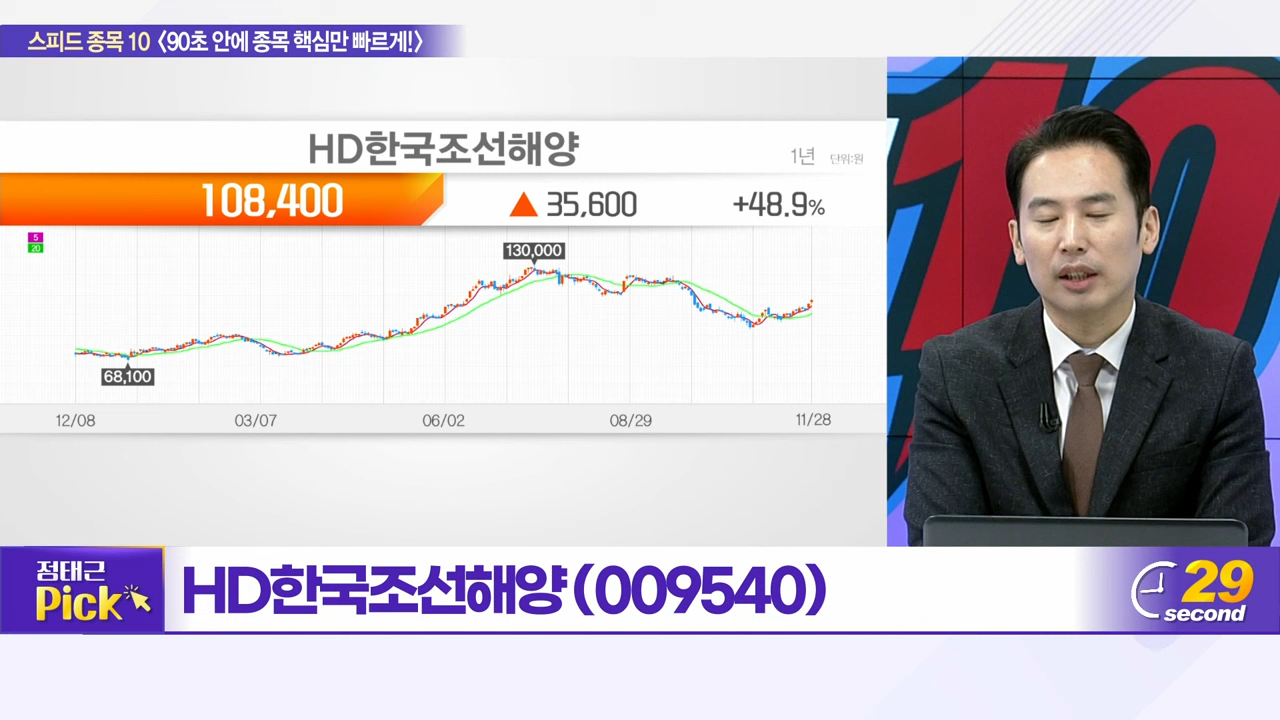 스피드 종목 10 〈90초 안에 종목 핵심만 빠르게!〉
HD한국조선해양
1년 단위:원
108,400 ▲ 35,600 +48.9%
5
20
130,000
68,100
12/08 03/07 06/02 08/29 11/28
10
정태근
Pick
HD한국조선해양(009540)
29
second